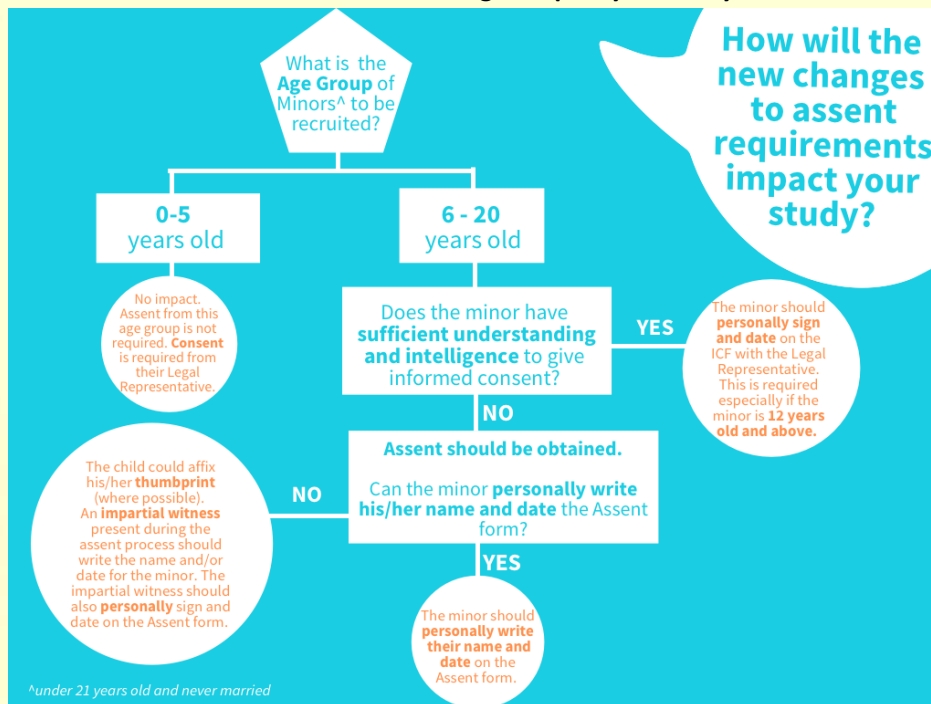 How will the
new changes
to assent
requirements
impact your
study?
What is the
Age Group of
Minors^ to be
recruited?
0-5
years old
6 - 20
years old
No impact.
Assent from this
age group is not
required. Consent
is required from
their Legal
Representative.
Does the minor have
sufficient understanding
and intelligence to give
informed consent?
YES
The minor should
personally sign
and date on the
ICF with the Legal
Representative.
This is required
especially if the
minor is 12 years
old and above.
NO
Assent should be obtained.
Can the minor personally write
his/her name and date the Assent
form?
NO
The child could affix
his/her thumbprint
(where possible).
An impartial witness
present during the
assent process should
write the name and/or
date for the minor. The
impartial witness should
also personally sign and
date on the Assent form.
YES
The minor should
personally write
their name and
date on the
Assent form.
^under 21 years old and never married